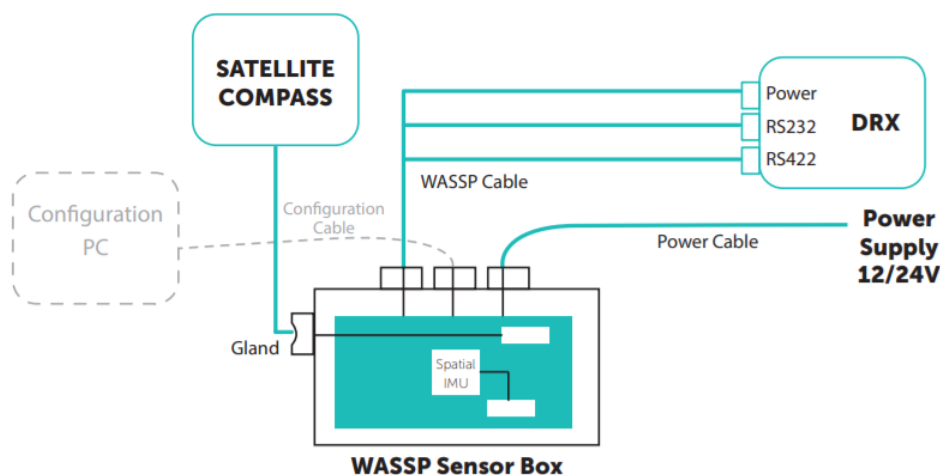 SATELLITE
COMPASS
Power
RS232
DRX
RS422
WASSP Cable
Configuration
PC
Configuration
Cable
Power Cable
Power
Supply
12/24V
Gland
Spatial
IMU
WASSP Sensor Box